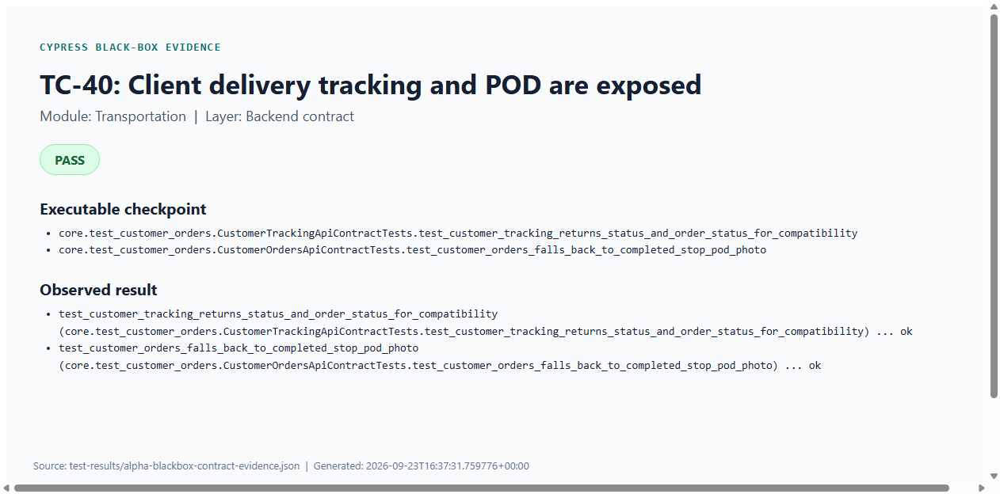 CYPRESS BLACK-BOX EVIDENCE
TC-40: Client delivery tracking and POD are exposed
Module: Transportation | Layer: Backend contract
PASS
Executable checkpoint
• core.test_customer_orders.CustomerTrackingApiContractTests.test_customer_tracking_returns_status_and_order_status_for_compatibility
• core.test_customer_orders.CustomerOrdersApiContractTests.test_customer_orders_falls_back_to_completed_stop_pod_photo
Observed result
• test_customer_tracking_returns_status_and_order_status_for_compatibility
(core.test_customer_orders.CustomerTrackingApiContractTests.test_customer_tracking_returns_status_and_order_status_for_compatibility) ... ok
• test_customer_orders_falls_back_to_completed_stop_pod_photo
(core.test_customer_orders.CustomerOrdersApiContractTests.test_customer_orders_falls_back_to_completed_stop_pod_photo) ... ok
Source: test-results/alpha-blackbox-contract-evidence.json | Generated: 2026-09-23T16:37:31.759776+00:00